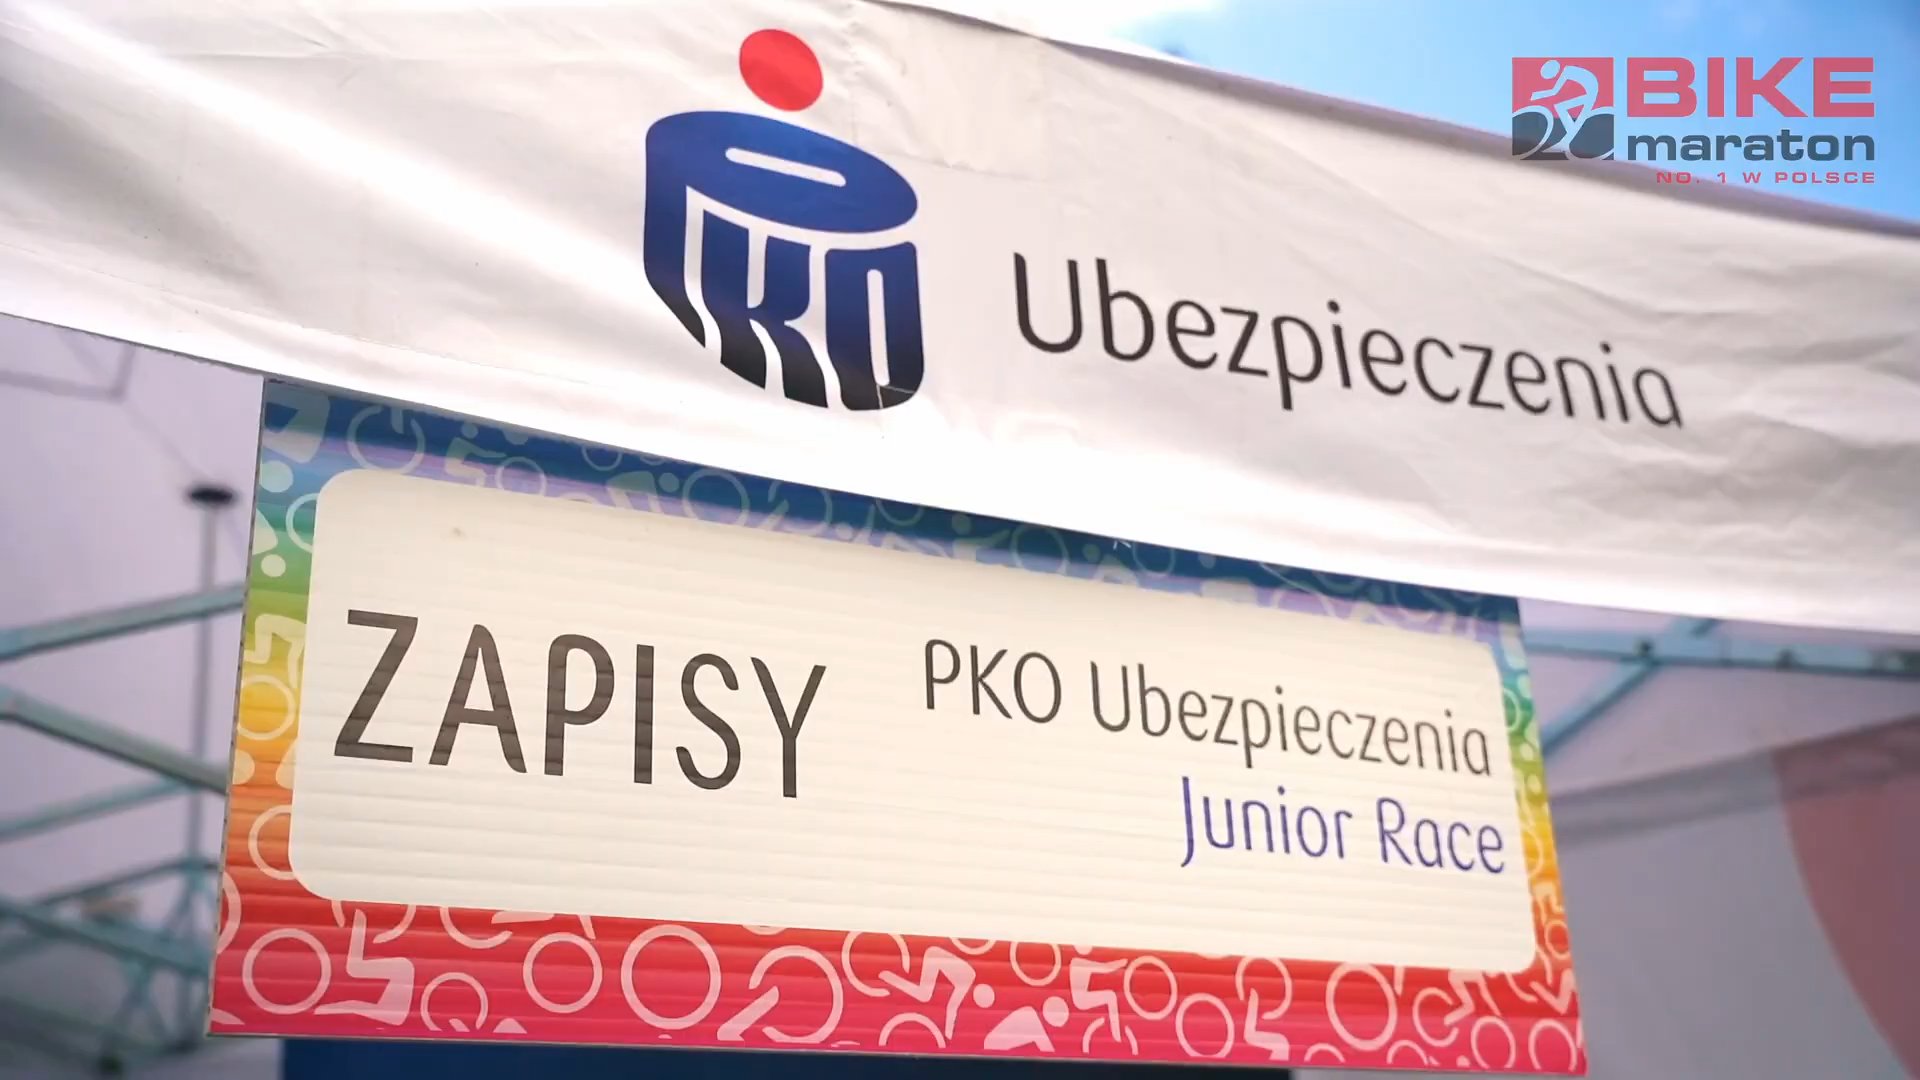 BIKE
maraton
NO. 1 W POLSCE
PKO
Ubezpieczenia
ZAPISY
PKO Ubezpieczenia
Junior Race